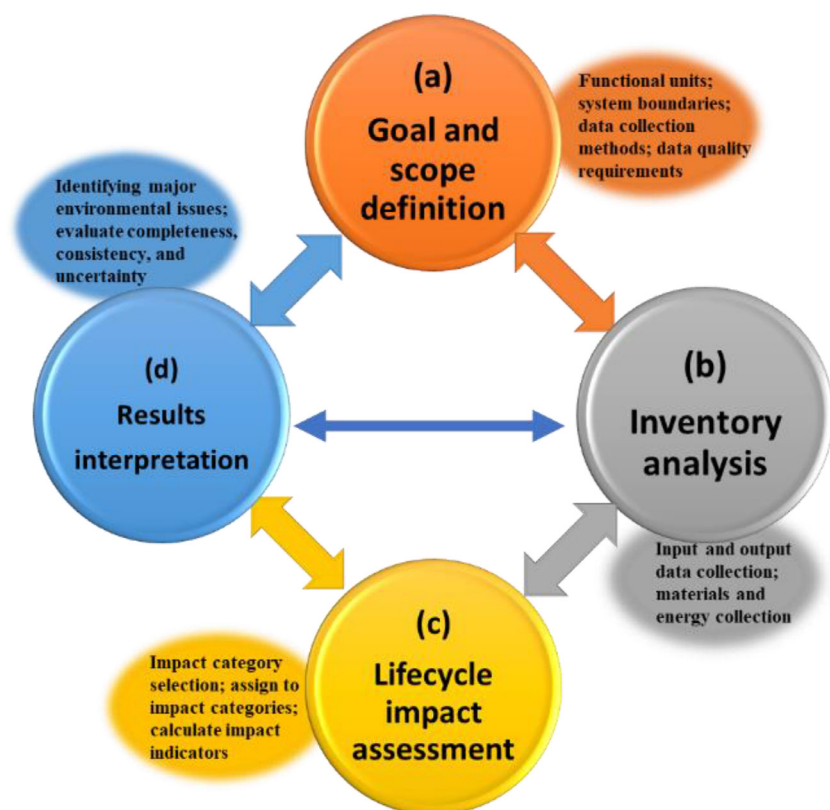 (a)
Goal and
scope
definition
Functional units;
system boundaries;
data collection
methods; data quality
requirements
Identifying major
environmental issues;
evaluate completeness,
consistency, and
uncertainty
(d)
Results
interpretation
(b)
Inventory
analysis
Input and output
data collection;
materials and
energy collection
(c)
Lifecycle
impact
assessment
Impact category
selection; assign to
impact categories;
calculate impact
indicators